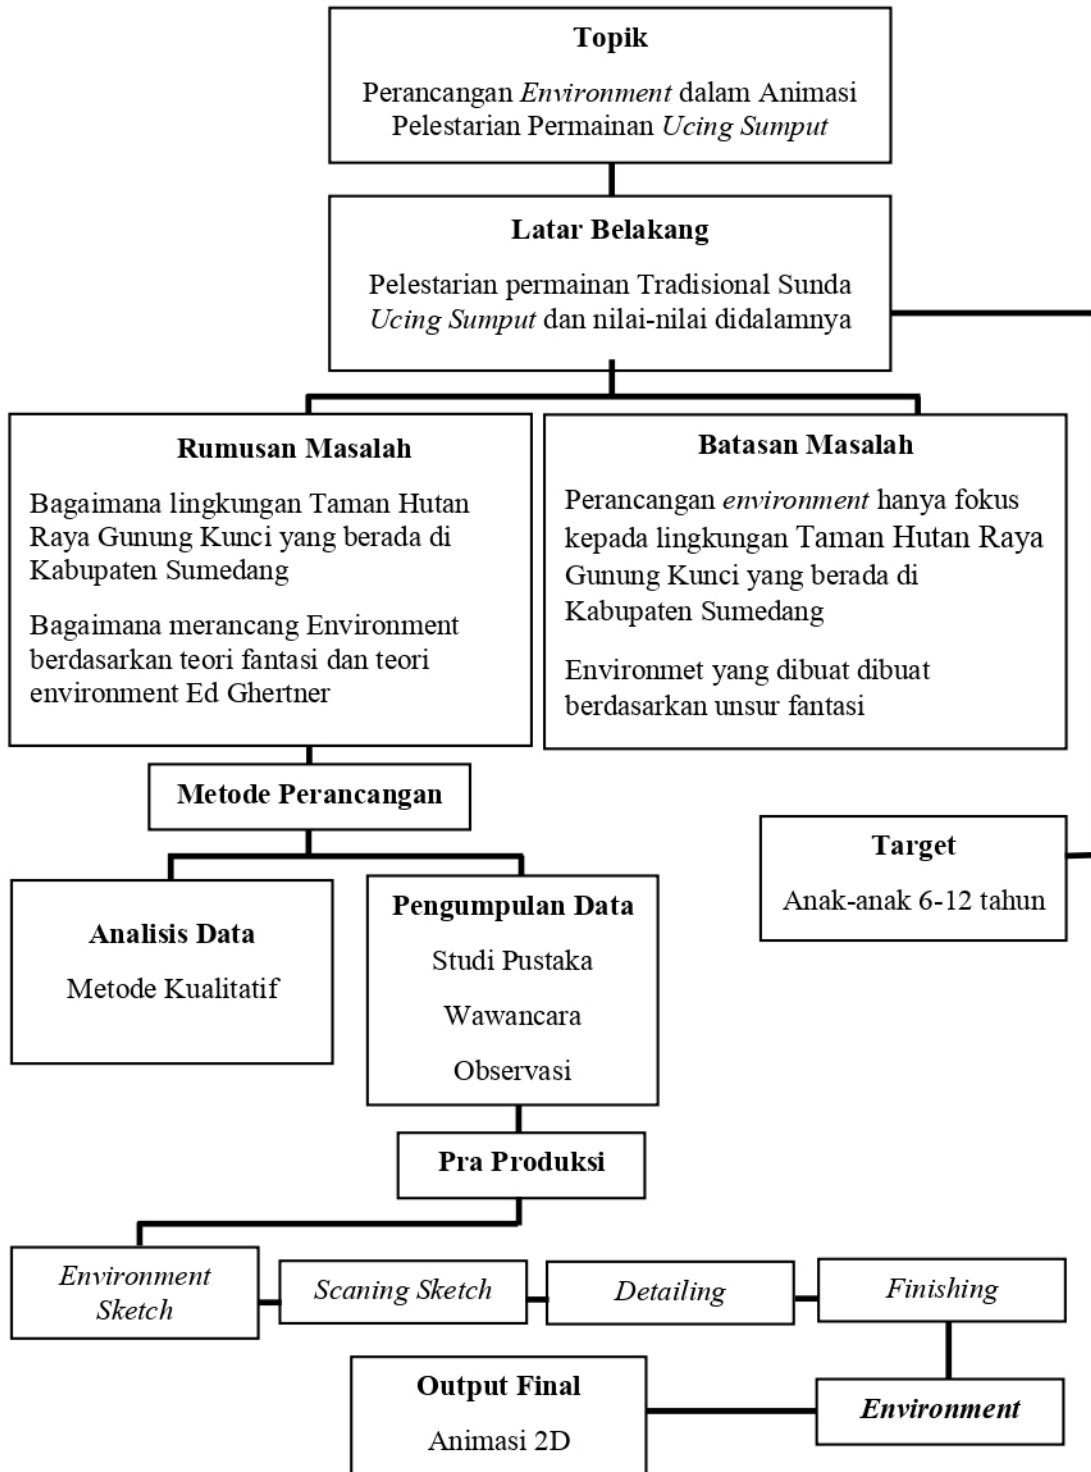 Topik
Perancangan Environment dalam Animasi
Pelestarian Permainan Ucing Sumput
Latar Belakang
Pelestarian permainan Tradisional Sunda
Ucing Sumput dan nilai-nilai didalamnya
Rumusan Masalah
Bagaimana lingkungan Taman Hutan
Raya Gunung Kunci yang berada di
Kabupaten Sumedang
Bagaimana merancang Environment
berdasarkan teori fantasi dan teori
environment Ed Ghertner
Batasan Masalah
Perancangan environment hanya fokus
kepada lingkungan Taman Hutan Raya
Gunung Kunci yang berada di
Kabupaten Sumedang
Environmet yang dibuat dibuat
berdasarkan unsur fantasi
Metode Perancangan
Target
Anak-anak 6-12 tahun
Analisis Data
Metode Kualitatif
Pengumpulan Data
Studi Pustaka
Wawancara
Observasi
Pra Produksi
Environment
Sketch
Scaning Sketch
Detailing
Finishing
Environment
Output Final
Animasi 2D